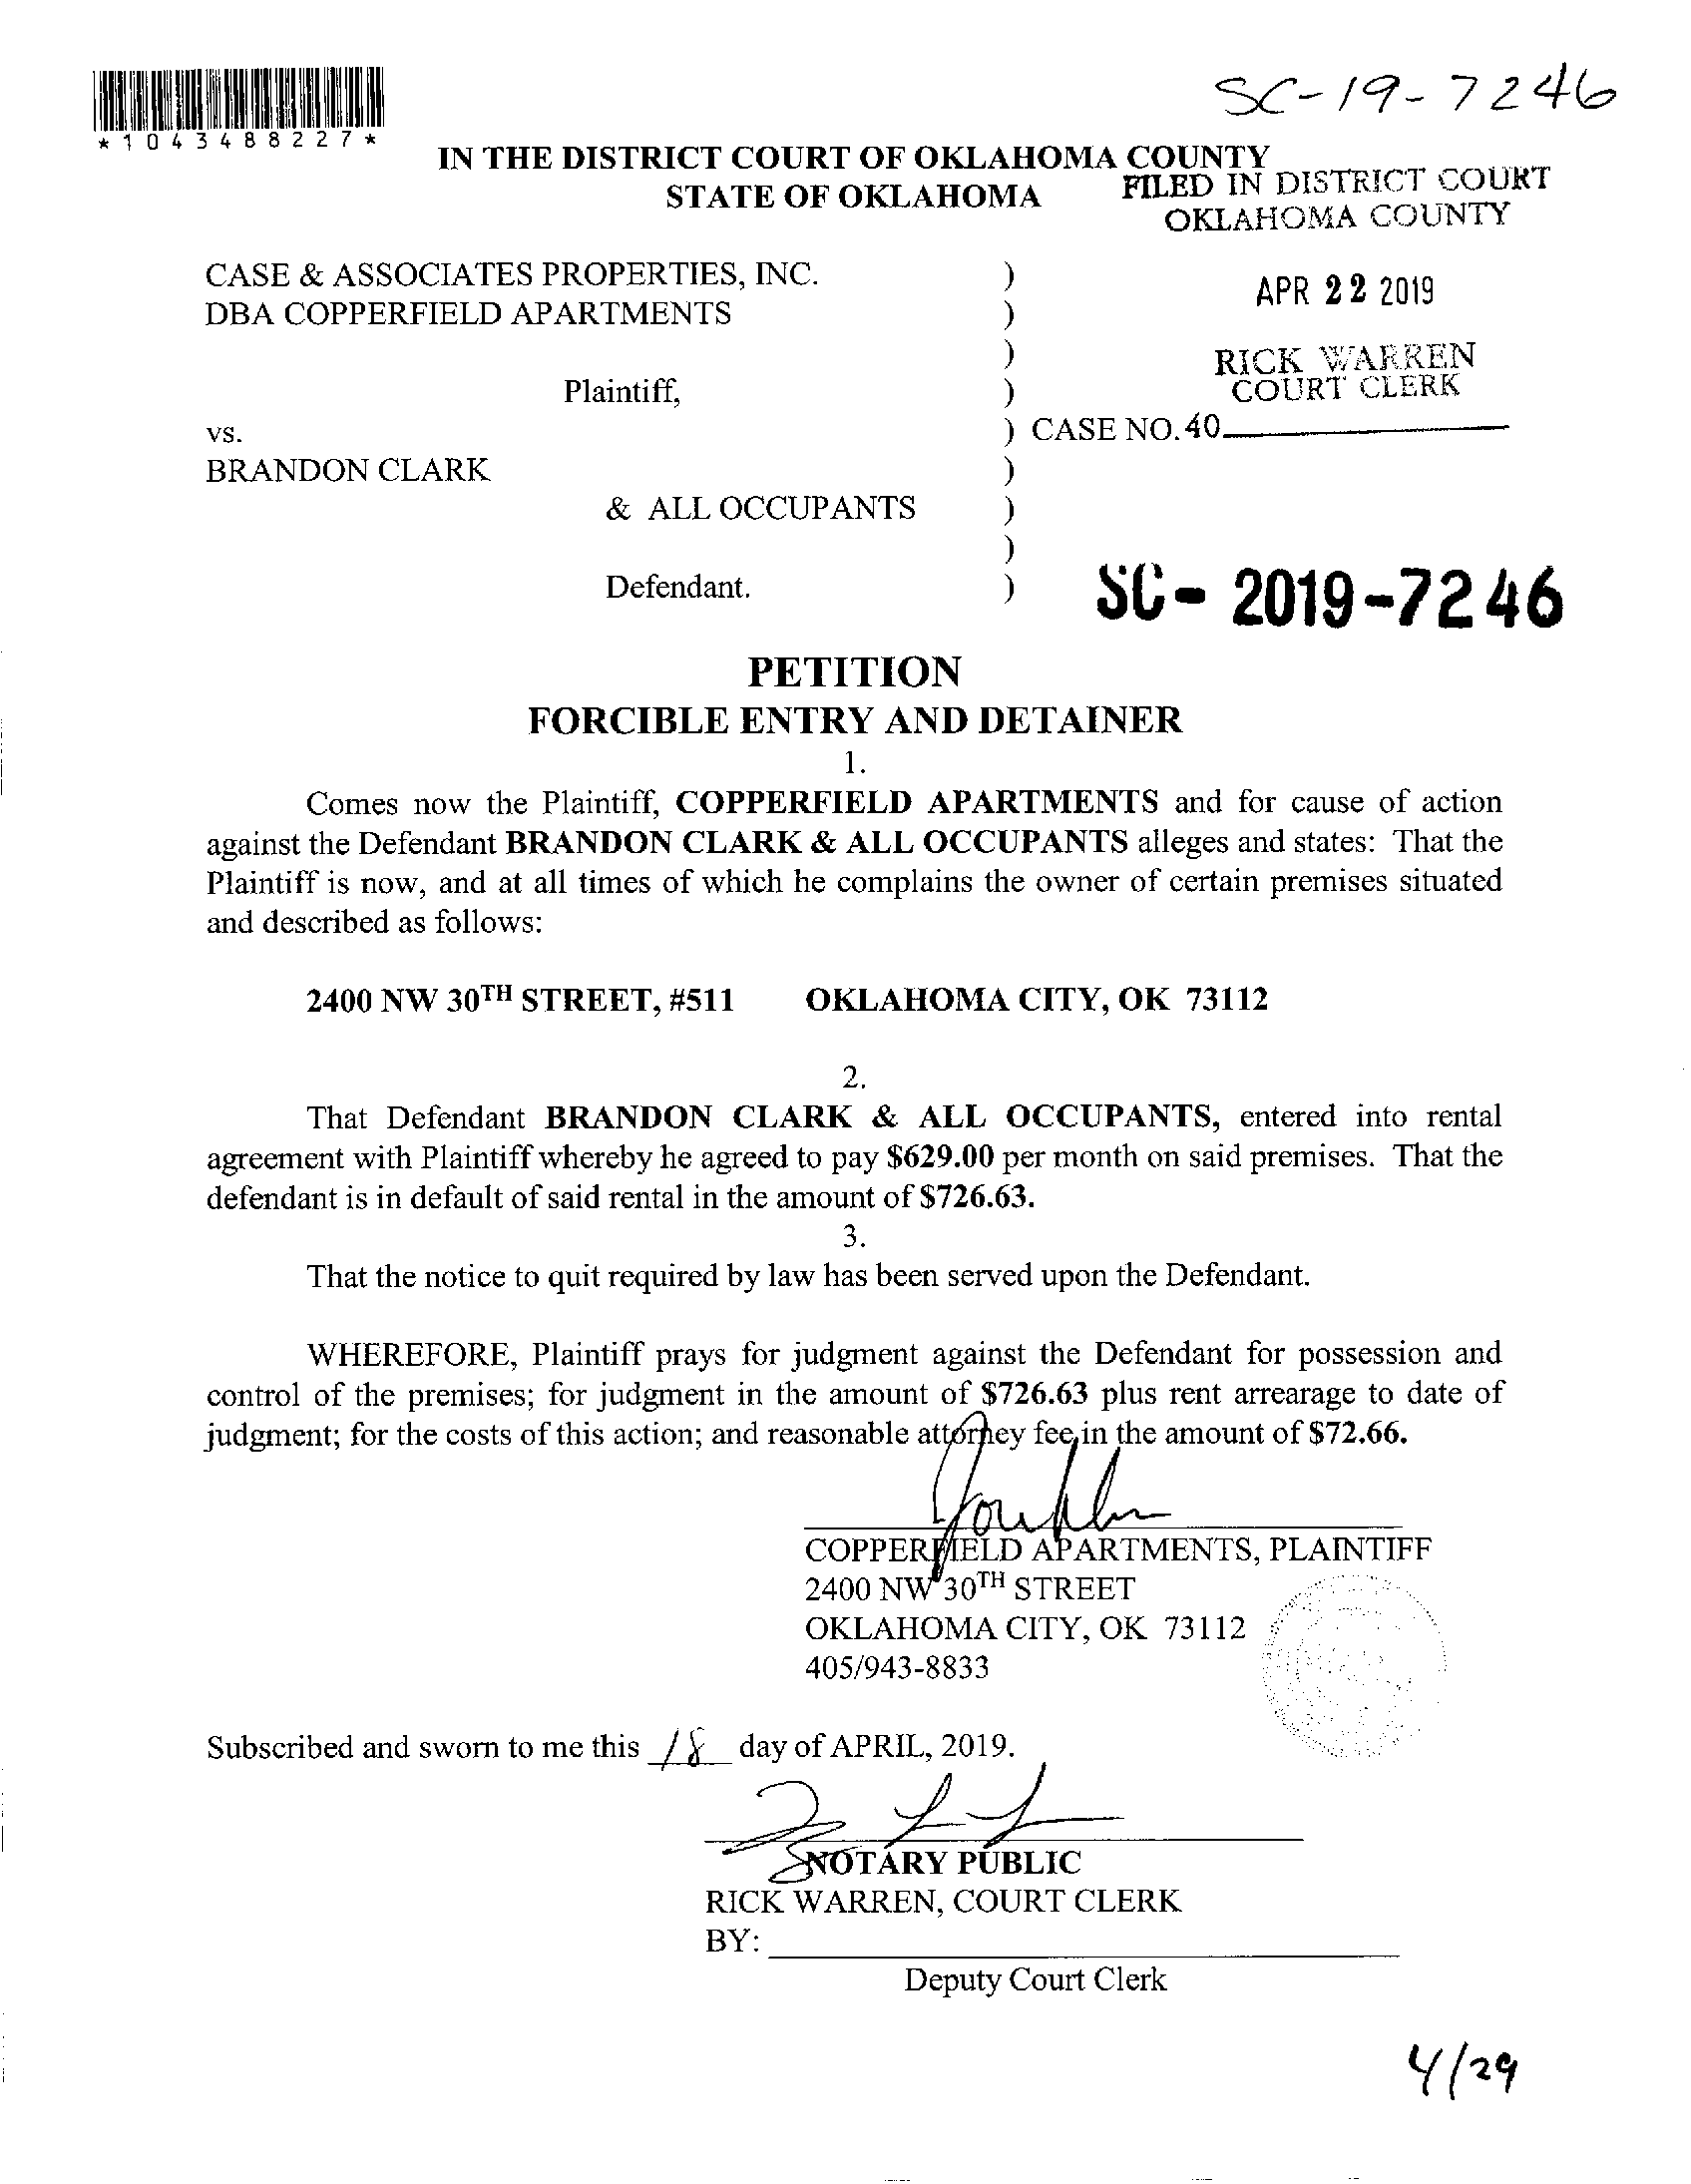 SC-19-7246
*1043488227*
IN THE DISTRICT COURT OF OKLAHOMA COUNTY
STATE OF OKLAHOMA
FILED IN DISTRICT COURT
OKLAHOMA COUNTY
CASE & ASSOCIATES PROPERTIES, INC. )
DBA COPPERFIELD APARTMENTS )
APR 22 2019
)
RICK WARREN
COURT CLERK
Plaintiff, )
vs. ) CASE NO. 40
BRANDON CLARK )
& ALL OCCUPANTS )
)
Defendant. )
SC- 2019-7246
PETITION
FORCIBLE ENTRY AND DETAINER
1.
Comes now the Plaintiff, COPPERFIELD APARTMENTS and for cause of action
against the Defendant BRANDON CLARK & ALL OCCUPANTS alleges and states: That the
Plaintiff is now, and at all times of which he complains the owner of certain premises situated
and described as follows:
2400 NW 30TH STREET, #511 OKLAHOMA CITY, OK 73112
2.
That Defendant BRANDON CLARK & ALL OCCUPANTS, entered into rental
agreement with Plaintiff whereby he agreed to pay $629.00 per month on said premises. That the
defendant is in default of said rental in the amount of $726.63.
3.
That the notice to quit required by law has been served upon the Defendant.
WHEREFORE, Plaintiff prays for judgment against the Defendant for possession and
control of the premises; for judgment in the amount of $726.63 plus rent arrearage to date of
judgment; for the costs of this action; and reasonable attorney fee in the amount of $72.66.
COPPERFIELD APARTMENTS, PLAINTIFF
2400 NW 30TH STREET
OKLAHOMA CITY, OK 73112
405/943-8833
Subscribed and sworn to me this 18 day of APRIL, 2019.
NOTARY PUBLIC
RICK WARREN, COURT CLERK
BY:
Deputy Court Clerk
4/29